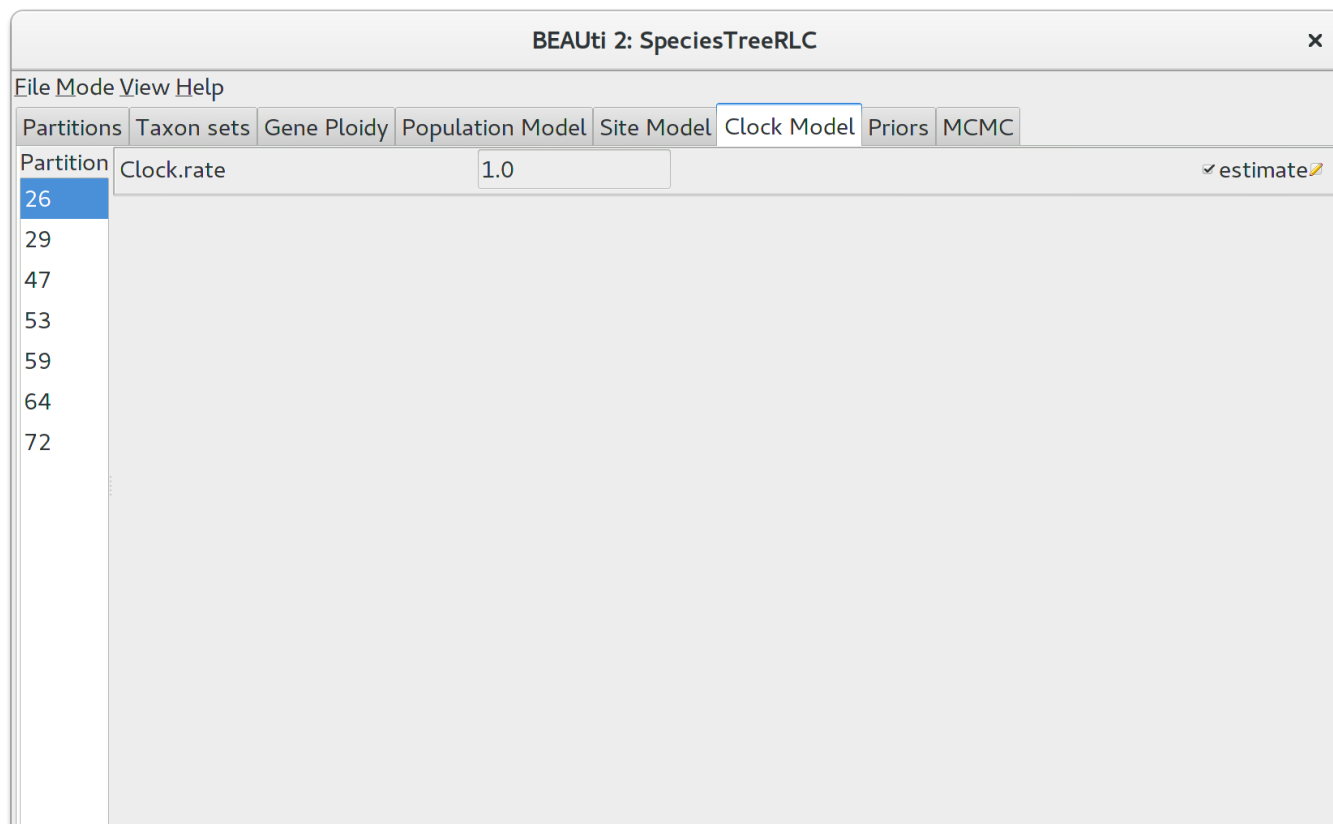 BEAUti 2: SpeciesTreeRLC ×
File Mode View Help
Partitions Taxon sets Gene Ploidy Population Model Site Model Clock Model Priors MCMC
Partition
Clock.rate 1.0 estimate
26
29
47
53
59
64
72